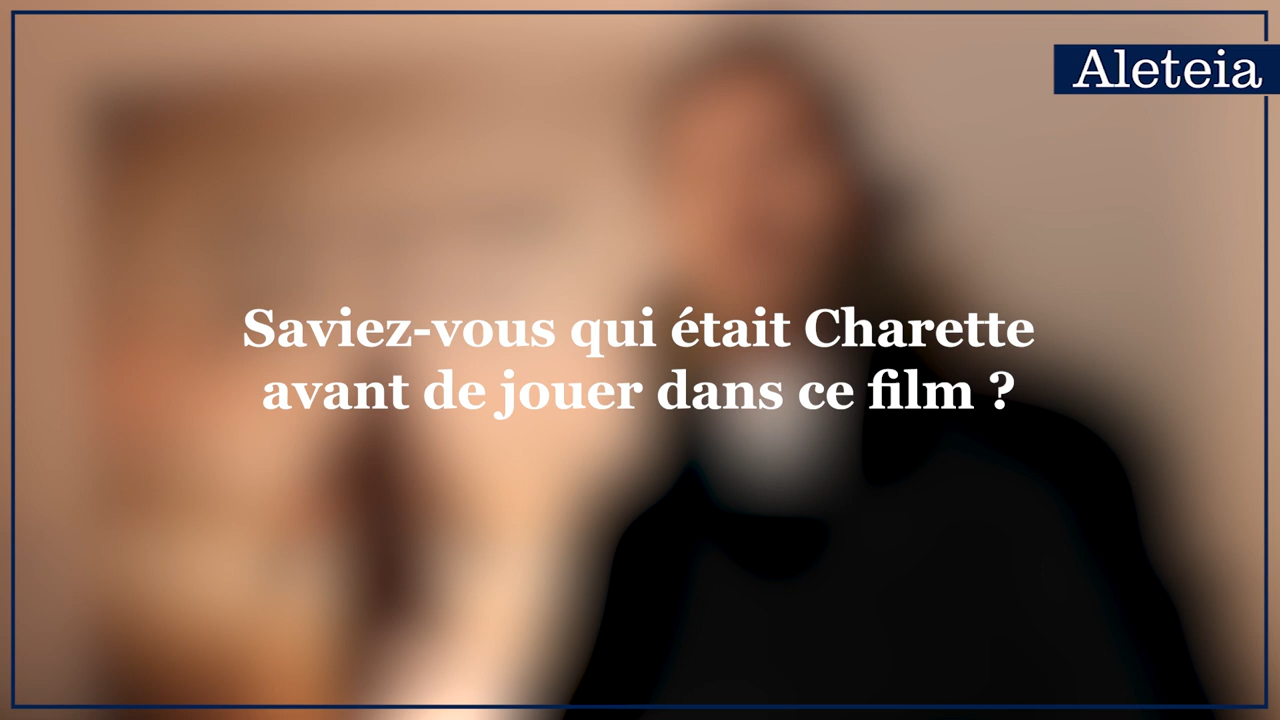 Aleteia
Saviez-vous qui était Charette
avant de jouer dans ce film ?